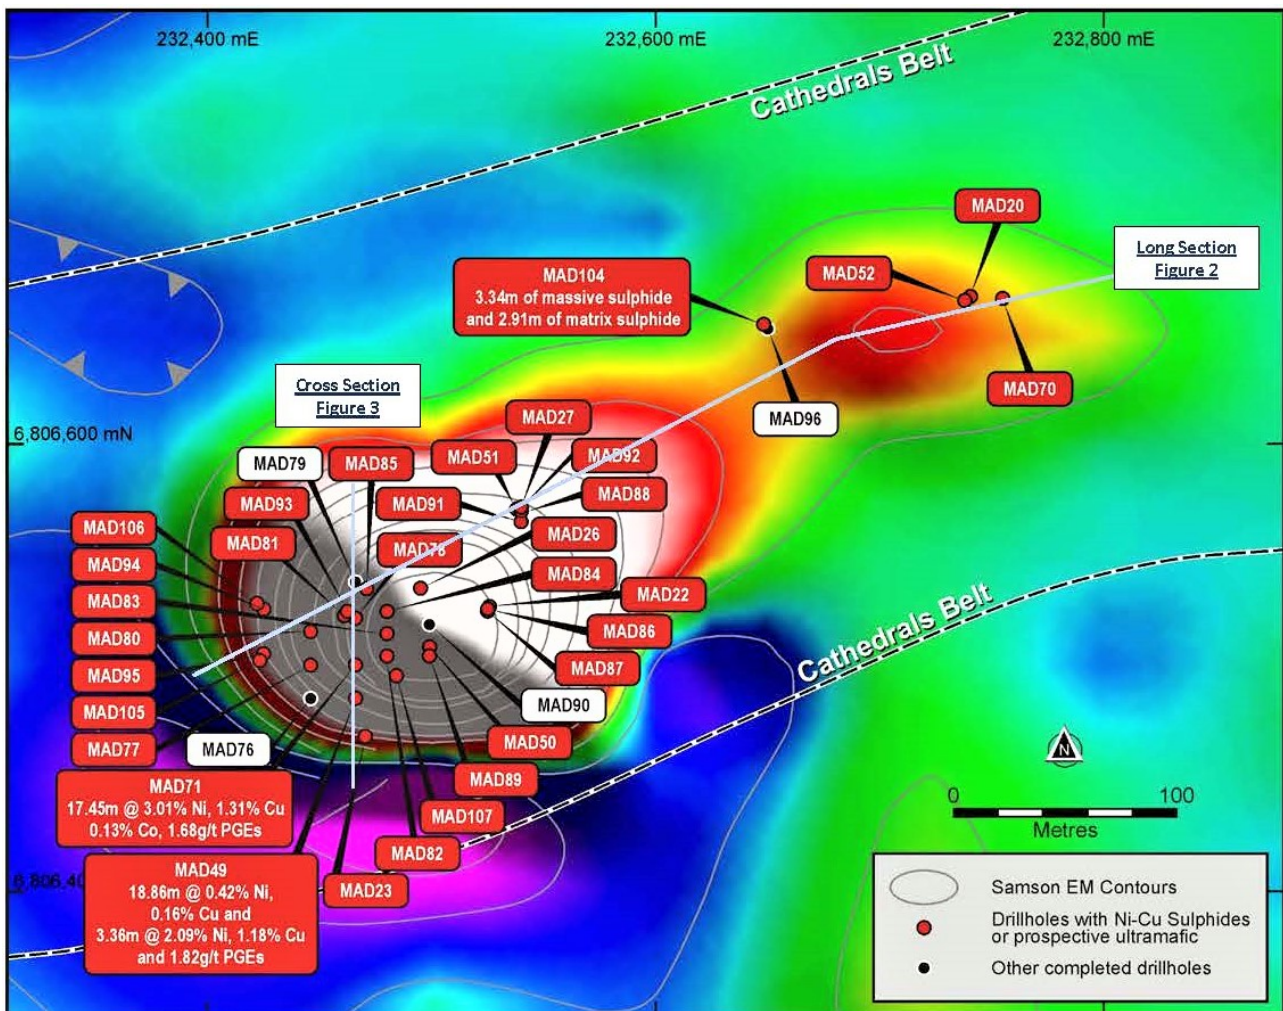 232,400 mE
232,600 mE
232,800 mE
Cathedrals Belt
MAD20
Long Section
Figure 2
MAD52
MAD104
3.34m of massive sulphide
and 2.91m of matrix sulphide
MAD70
MAD96
Cross Section
Figure 3
6,806,600 mN
MAD27
MAD79
MAD85
MAD51
MAD92
MAD93
MAD91
MAD88
MAD106
MAD81
MAD78
MAD26
MAD94
MAD84
MAD83
MAD22
MAD80
MAD86
MAD95
MAD87
Cathedrals Belt
MAD105
MAD90
MAD77
MAD76
MAD50
MAD71
17.45m @ 3.01% Ni, 1.31% Cu
0.13% Co, 1.68g/t PGEs
MAD89
MAD107
MAD82
MAD23
6,806,40
MAD49
18.86m @ 0.42% Ni,
0.16% Cu and
3.36m @ 2.09% Ni, 1.18% Cu
and 1.82g/t PGEs
N
0
100
Metres
Samson EM Contours
Drillholes with Ni-Cu Sulphides
or prospective ultramafic
Other completed drillholes